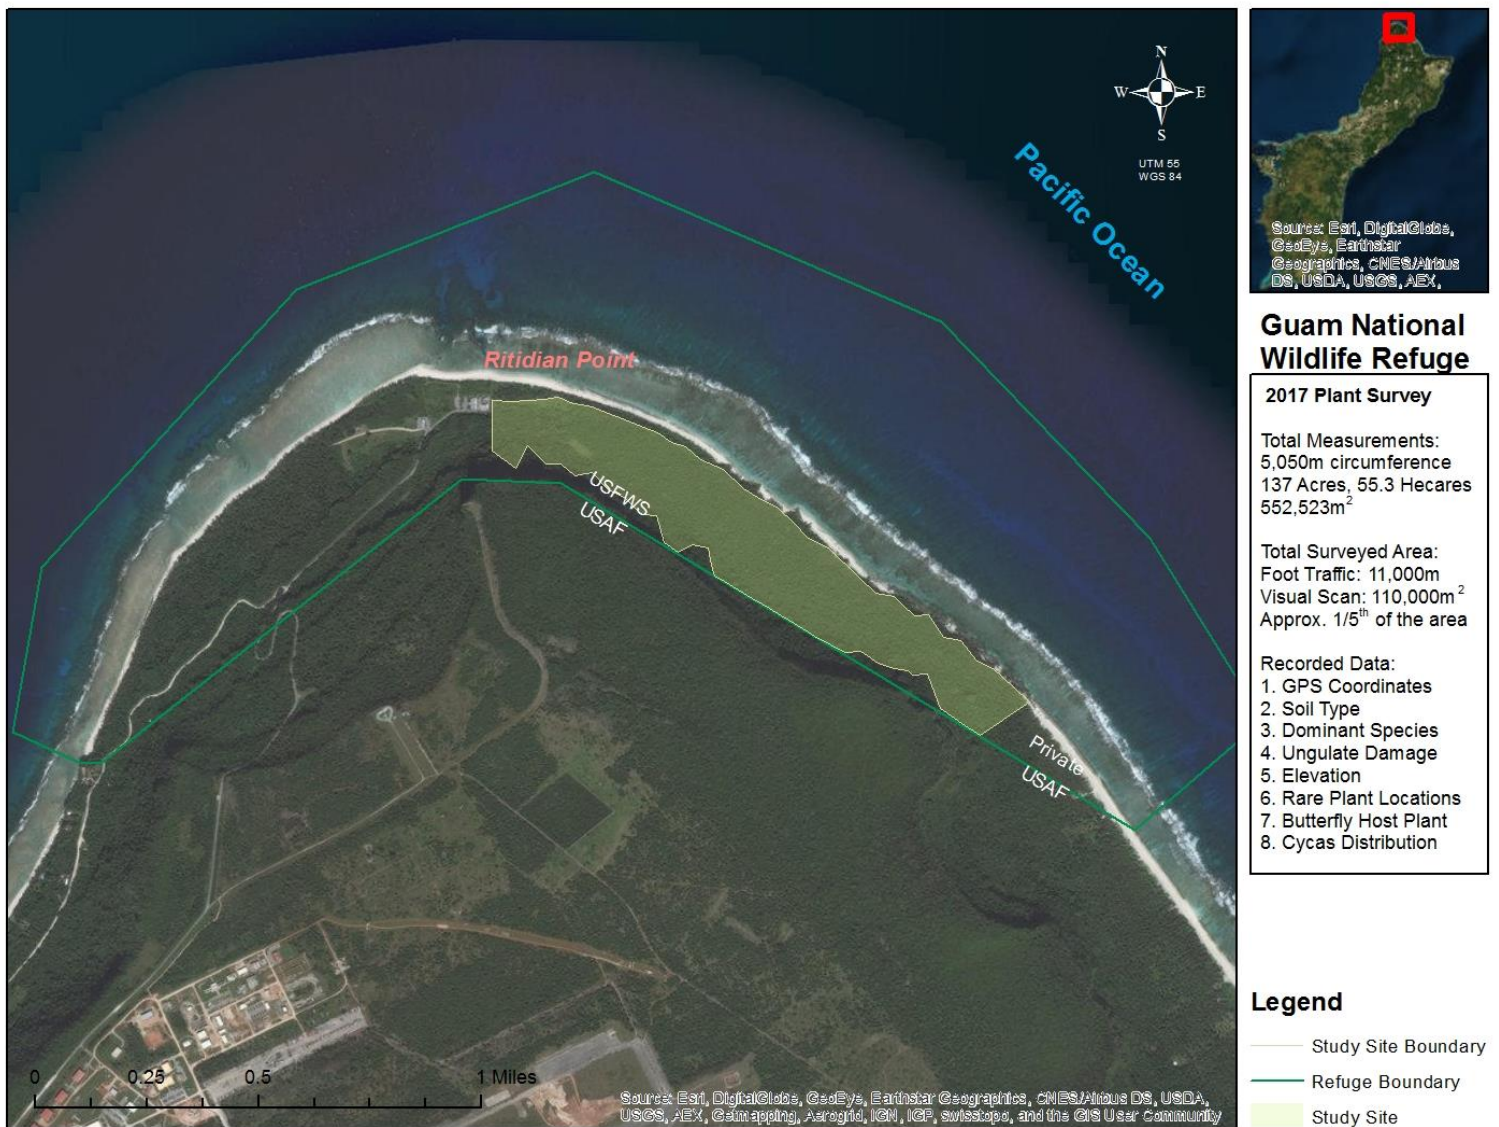 N
W E
S
UTM 55
WGS 84
Pacific Ocean
Ritidian Point
USFWS
USAF
Private
USAF
0 0.25 0.5 1 Miles
Source: Esri, DigitalGlobe, GeoEye, Earthstar Geographics, CNES/Airbus DS, USDA,
USGS, AEX, Getmapping, Aerogrid, IGN, IGP, swisstopo, and the GIS User Community
Source: Esri, DigitalGlobe,
GeoEye, Earthstar
Geographics, CNES/Airbus
DS, USDA, USGS, AEX,
Guam National
Wildlife Refuge
2017 Plant Survey
Total Measurements:
5,050m circumference
137 Acres, 55.3 Hecares
552,523m²
Total Surveyed Area:
Foot Traffic: 11,000m
Visual Scan: 110,000m²
Approx. 1/5th of the area
Recorded Data:
1. GPS Coordinates
2. Soil Type
3. Dominant Species
4. Ungulate Damage
5. Elevation
6. Rare Plant Locations
7. Butterfly Host Plant
8. Cycas Distribution
Legend
Study Site Boundary
Refuge Boundary
Study Site